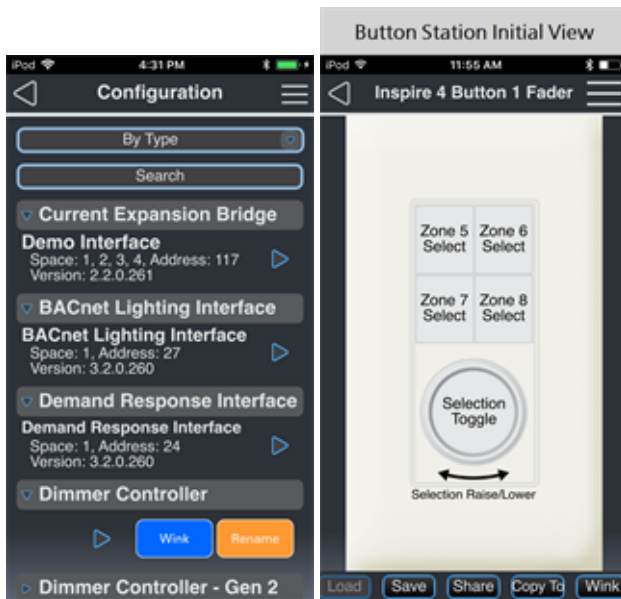 Button Station Initial View
iPod
4:31 PM
Configuration
By Type
Search
Current Expansion Bridge
Demo Interface
Space: 1, 2, 3, 4, Address: 117
Version: 2.2.0.261
BACnet Lighting Interface
BACnet Lighting Interface
Space: 1, Address: 27
Version: 3.2.0.260
Demand Response Interface
Demand Response Interface
Space: 1, Address: 24
Version: 3.2.0.260
Dimmer Controller
Wink
Rename
Dimmer Controller - Gen 2
iPod
11:55 AM
Inspire 4 Button 1 Fader
Zone 5 Zone 6
Select Select
Zone 7 Zone 8
Select Select
Selection
Toggle
Selection Raise/Lower
Load Save Share Copy To Wink